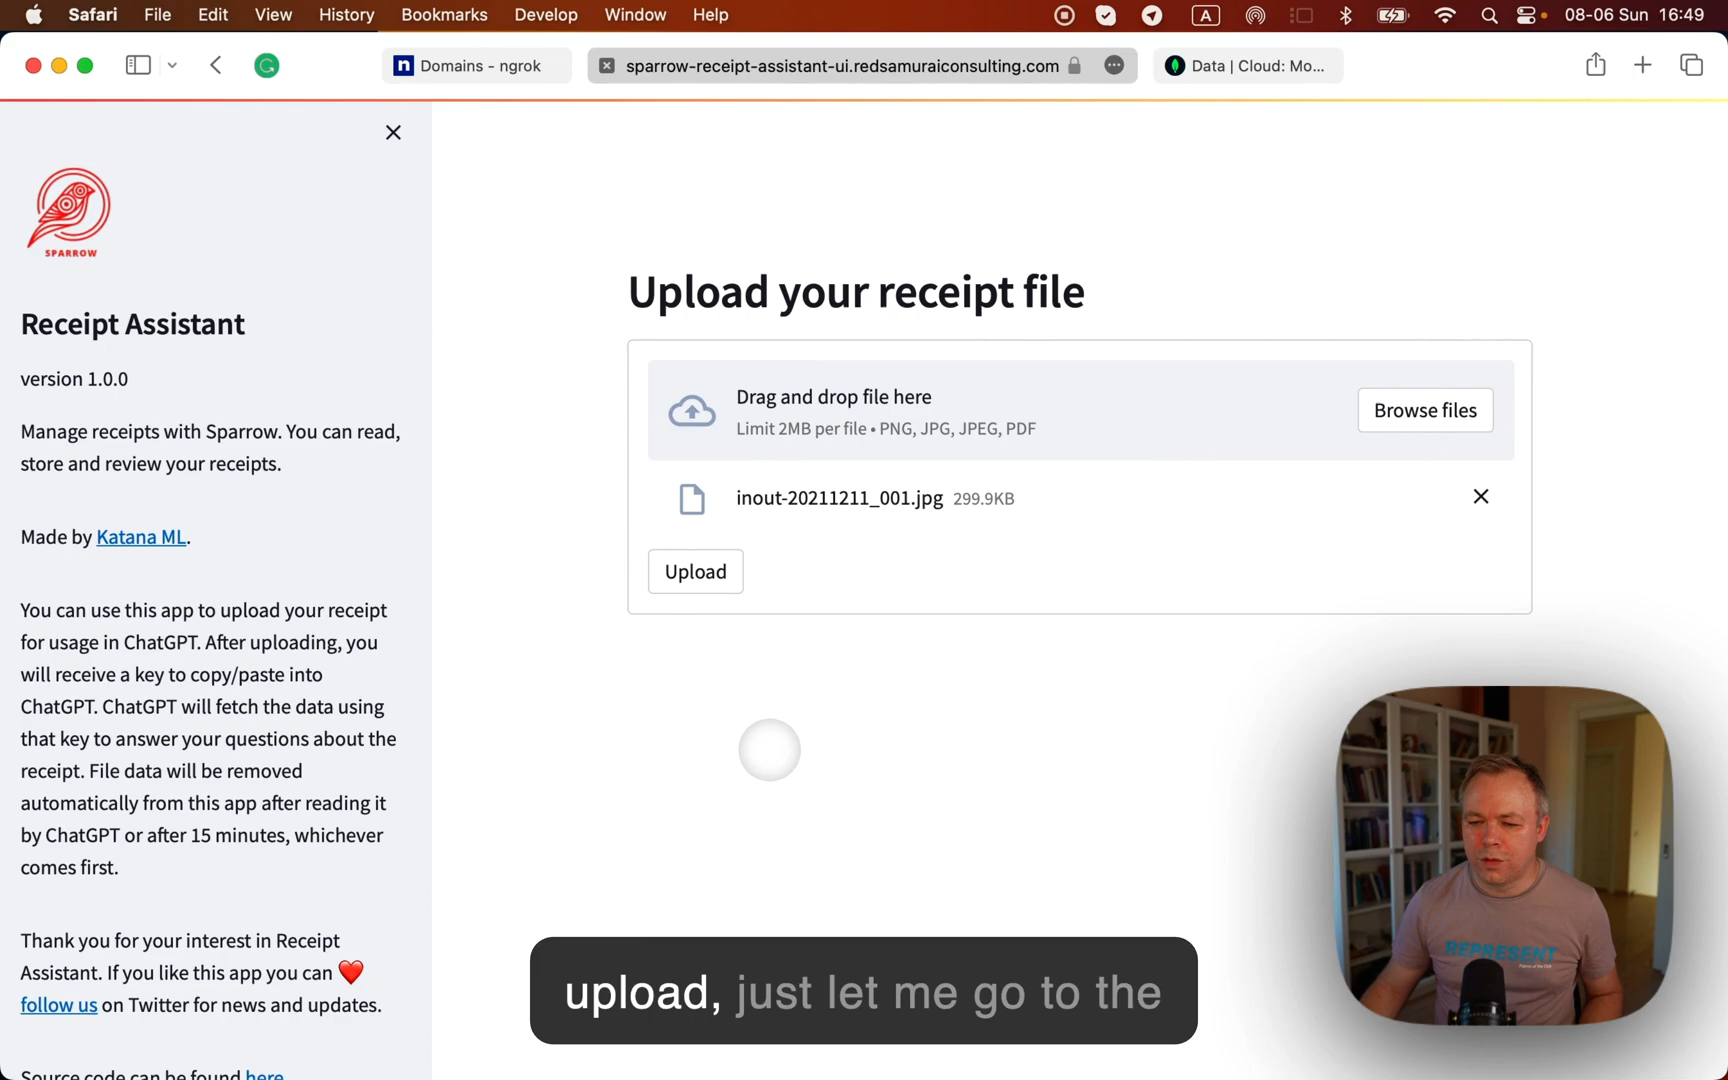 Safari File Edit View History Bookmarks Develop Window Help A 08-06 Sun 16:49
Domains - ngrok
sparrow-receipt-assistant-ui.redsamuraiconsulting.com
Data | Cloud: Mo...
SPARROW
Receipt Assistant
version 1.0.0
Manage receipts with Sparrow. You can read,
store and review your receipts.
Made by Katana ML.
You can use this app to upload your receipt
for usage in ChatGPT. After uploading, you
will receive a key to copy/paste into
ChatGPT. ChatGPT will fetch the data using
that key to answer your questions about the
receipt. File data will be removed
automatically from this app after reading it
by ChatGPT or after 15 minutes, whichever
comes first.
Thank you for your interest in Receipt
Assistant. If you like this app you can ❤️
follow us on Twitter for news and updates.
Source code can be found here
Upload your receipt file
Drag and drop file here
Limit 2MB per file • PNG, JPG, JPEG, PDF
Browse files
inout-20211211_001.jpg 299.9KB
Upload
REPRESENT
upload, just let me go to the